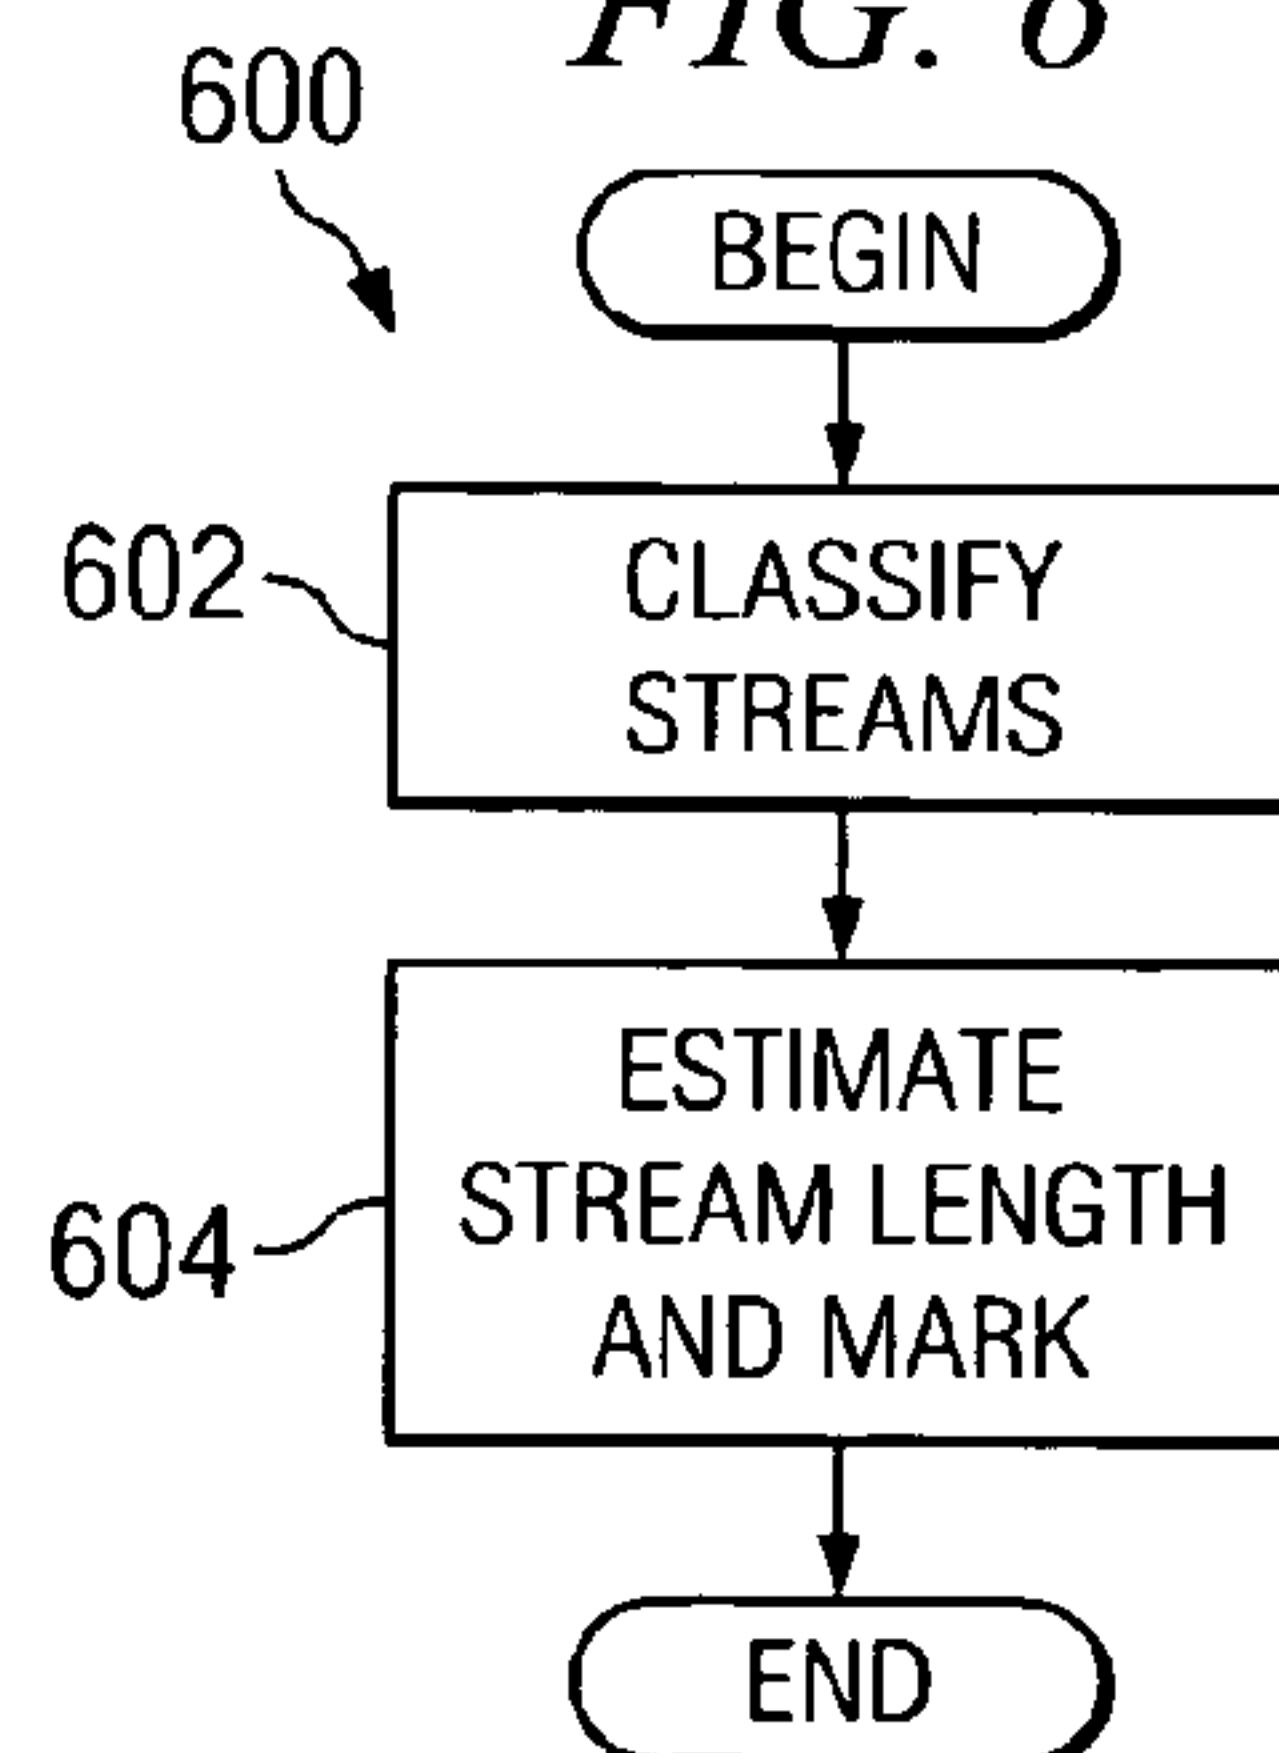 FIG. 6
600
BEGIN
602
CLASSIFY
STREAMS
604
ESTIMATE
STREAM LENGTH
AND MARK
END